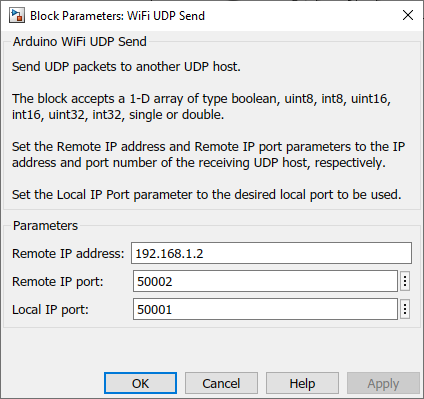 Block Parameters: WiFi UDP Send
Arduino WiFi UDP Send
Send UDP packets to another UDP host.
The block accepts a 1-D array of type boolean, uint8, int8, uint16,
int16, uint32, int32, single or double.
Set the Remote IP address and Remote IP port parameters to the IP
address and port number of the receiving UDP host, respectively.
Set the Local IP Port parameter to the desired local port to be used.
Parameters
Remote IP address: 192.168.1.2
Remote IP port: 50002
Local IP port: 50001
OK Cancel Help Apply